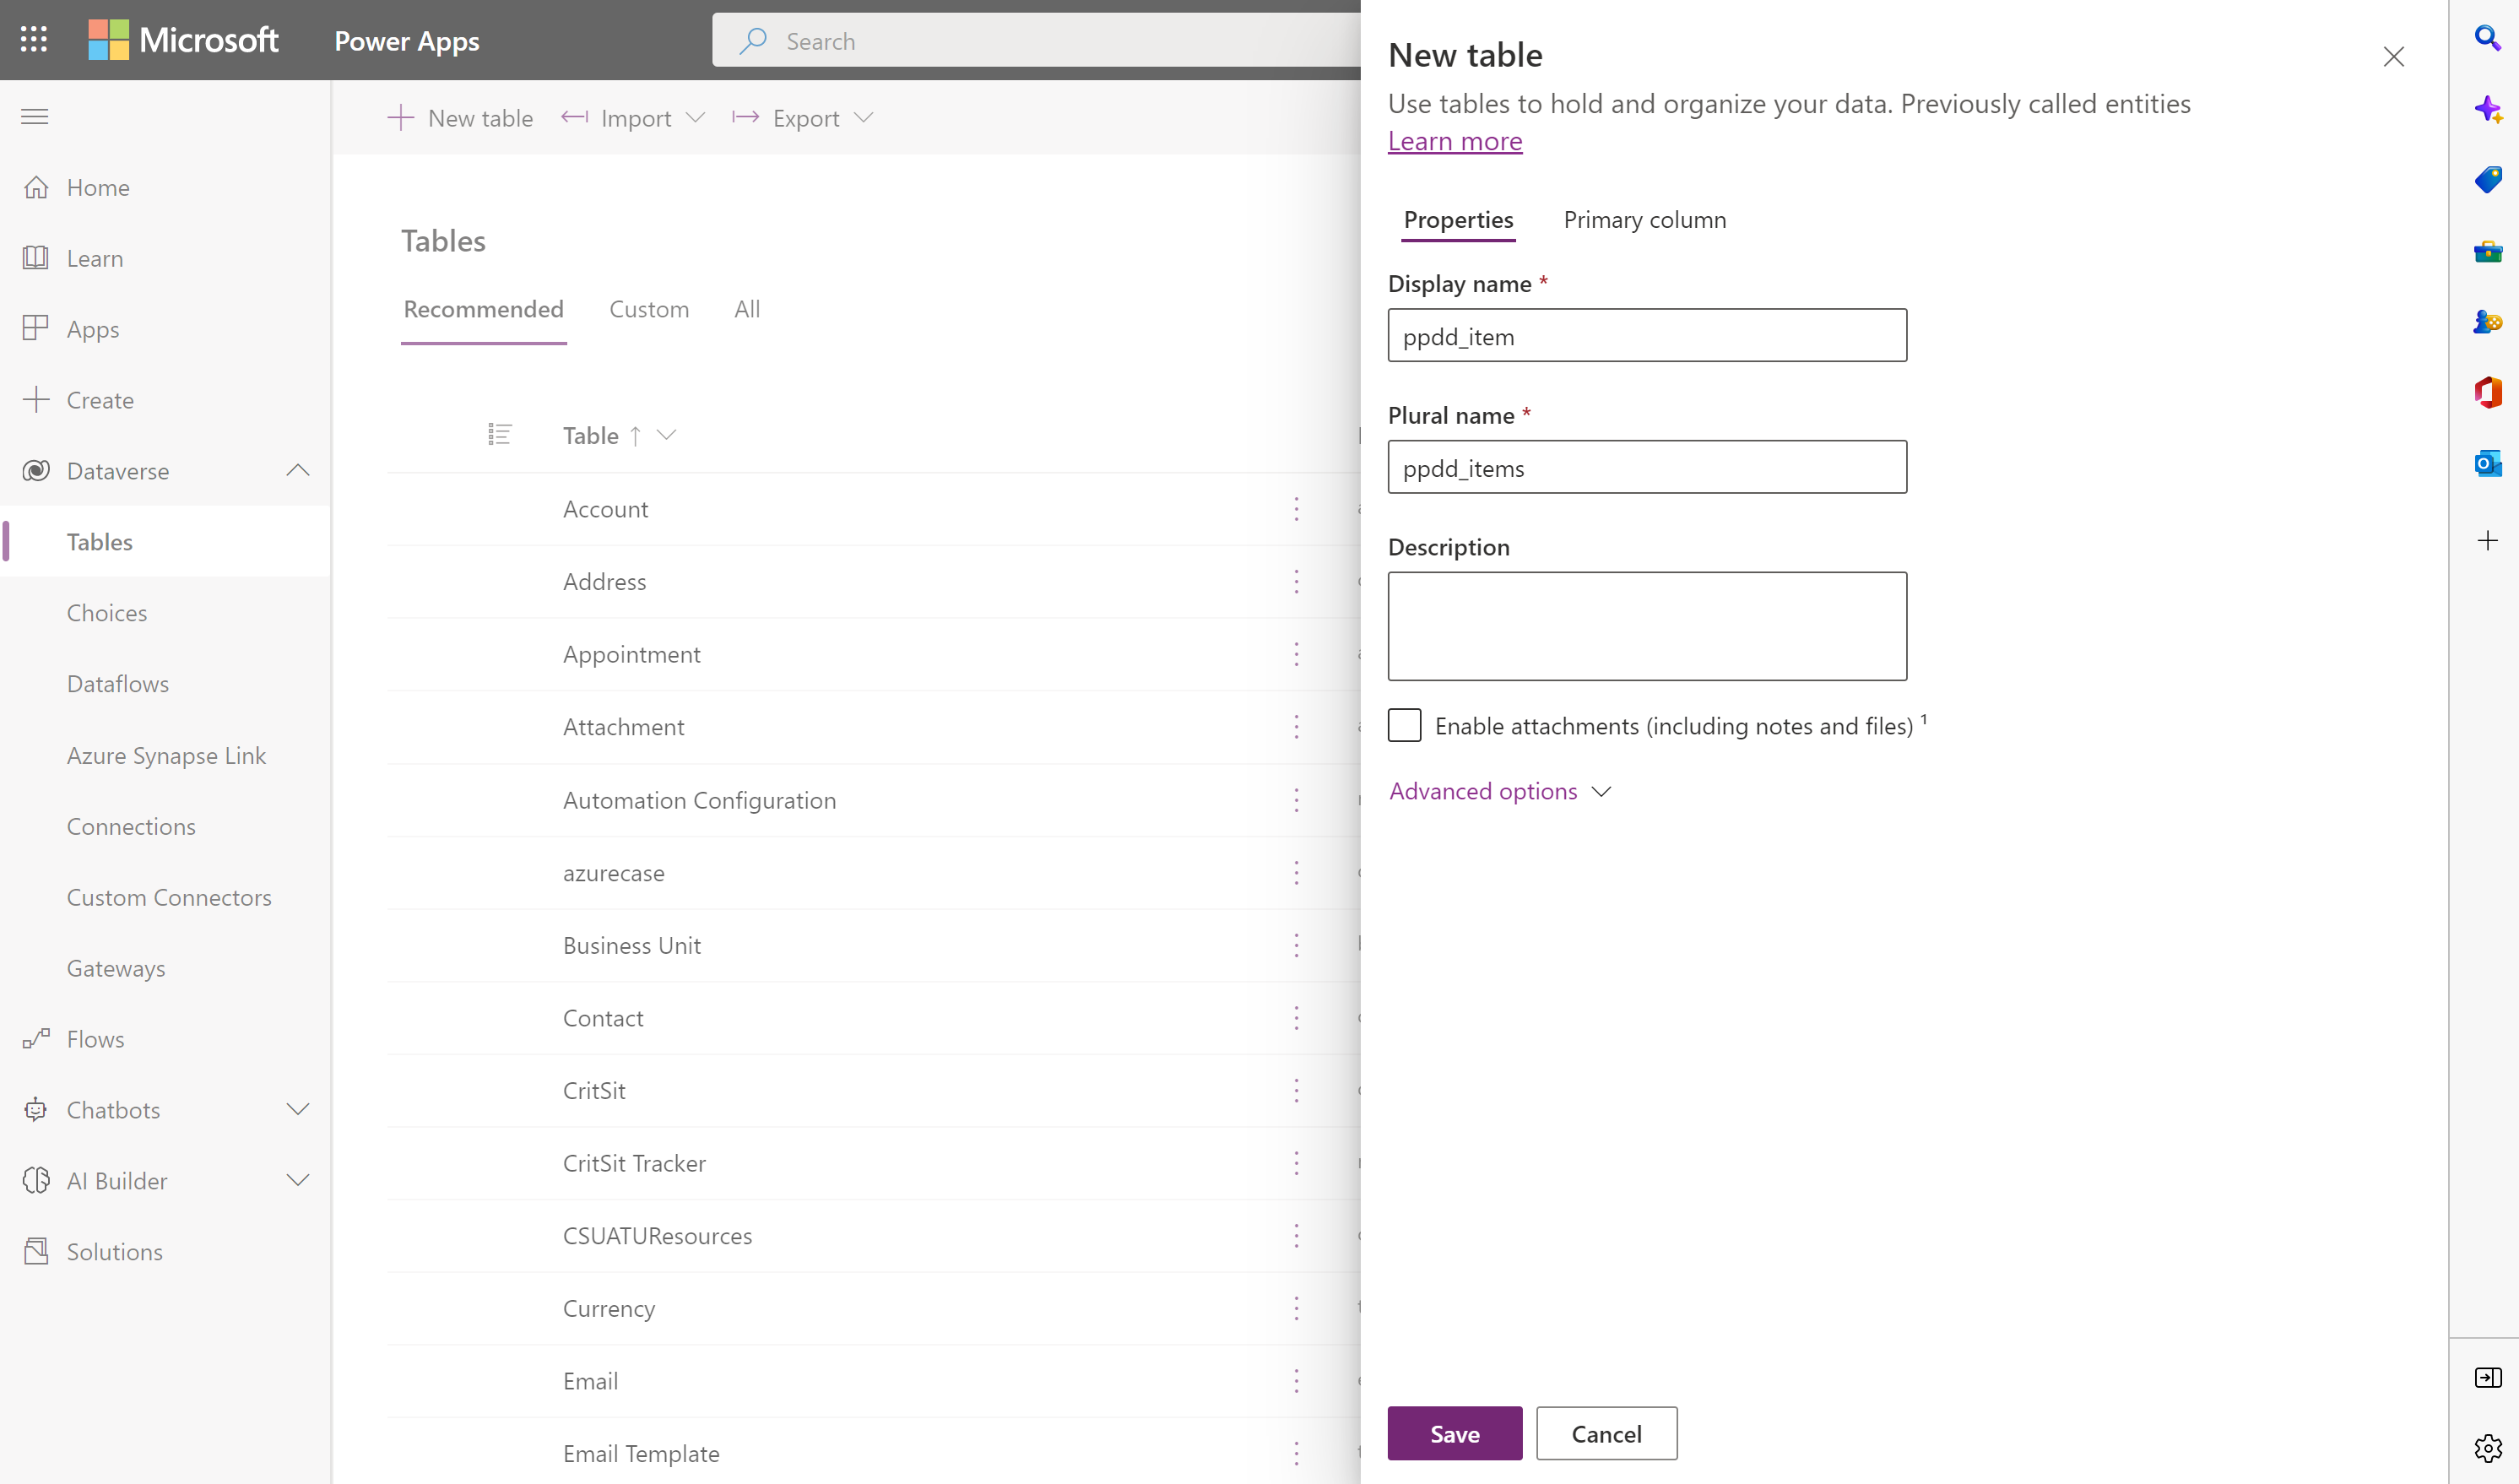 Microsoft
Power Apps
Search
New table
Import
Export
Home
Learn
Apps
Create
Dataverse
Tables
Choices
Dataflows
Azure Synapse Link
Connections
Custom Connectors
Gateways
Flows
Chatbots
AI Builder
Solutions
Tables
Recommended
Custom
All
Table ↑
Account
Address
Appointment
Attachment
Automation Configuration
azurecase
Business Unit
Contact
CritSit
CritSit Tracker
CSUATUResources
Currency
Email
Email Template
New table
Use tables to hold and organize your data. Previously called entities
Learn more
Properties
Primary column
Display name *
ppdd_item
Plural name *
ppdd_items
Description
Enable attachments (including notes and files) ¹
Advanced options
Save
Cancel